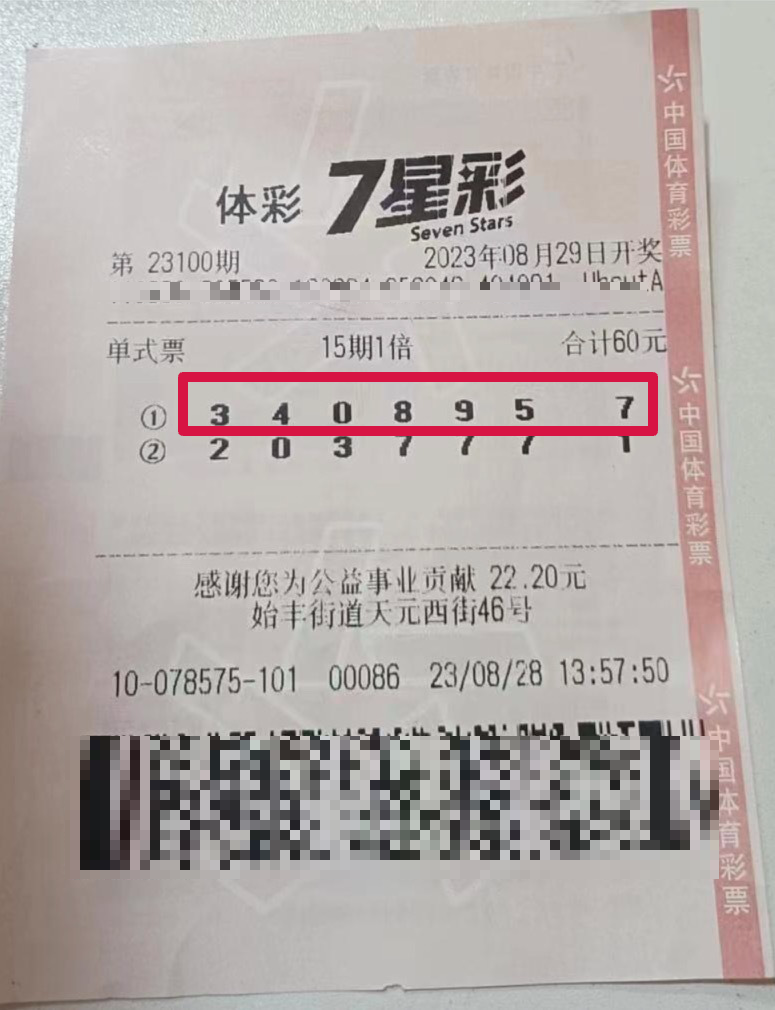 体彩 7星彩
Seven Stars
第 23100期 2023年08月29日开奖
单式票 15期1倍 合计60元
① 3 4 0 8 9 5 7
② 2 0 3 7 7 7 1
感谢您为公益事业贡献 22.20元
始丰街道天元西街46号
10-078575-101 00086 23/08/28 13:57:50
中国体育彩票
中国体育彩票
中国体育彩票